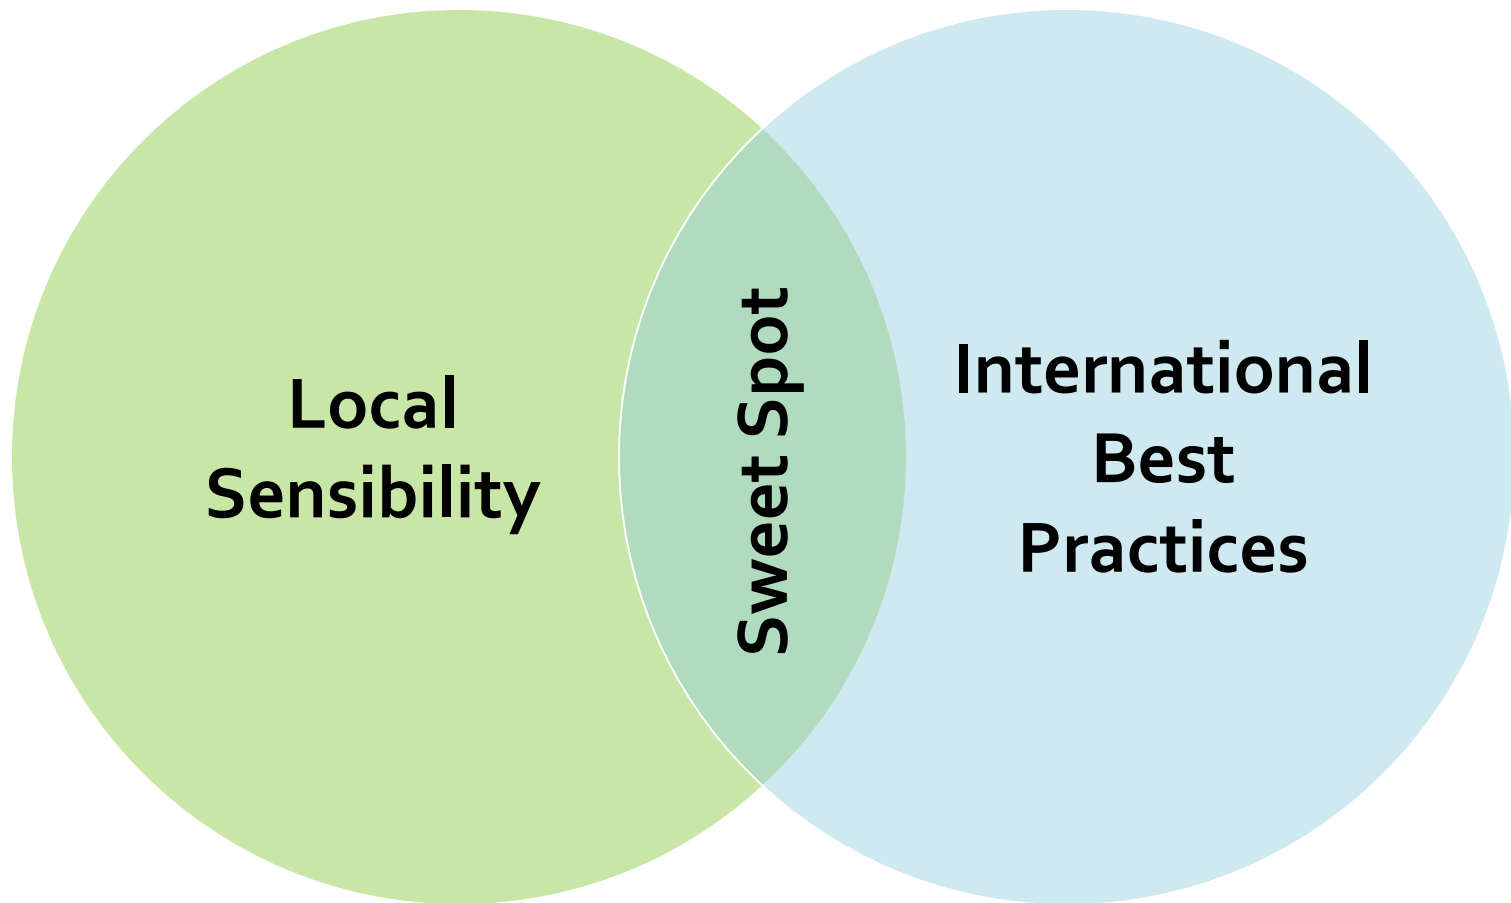 Local
Sensibility
Sweet Spot
International
Best
Practices